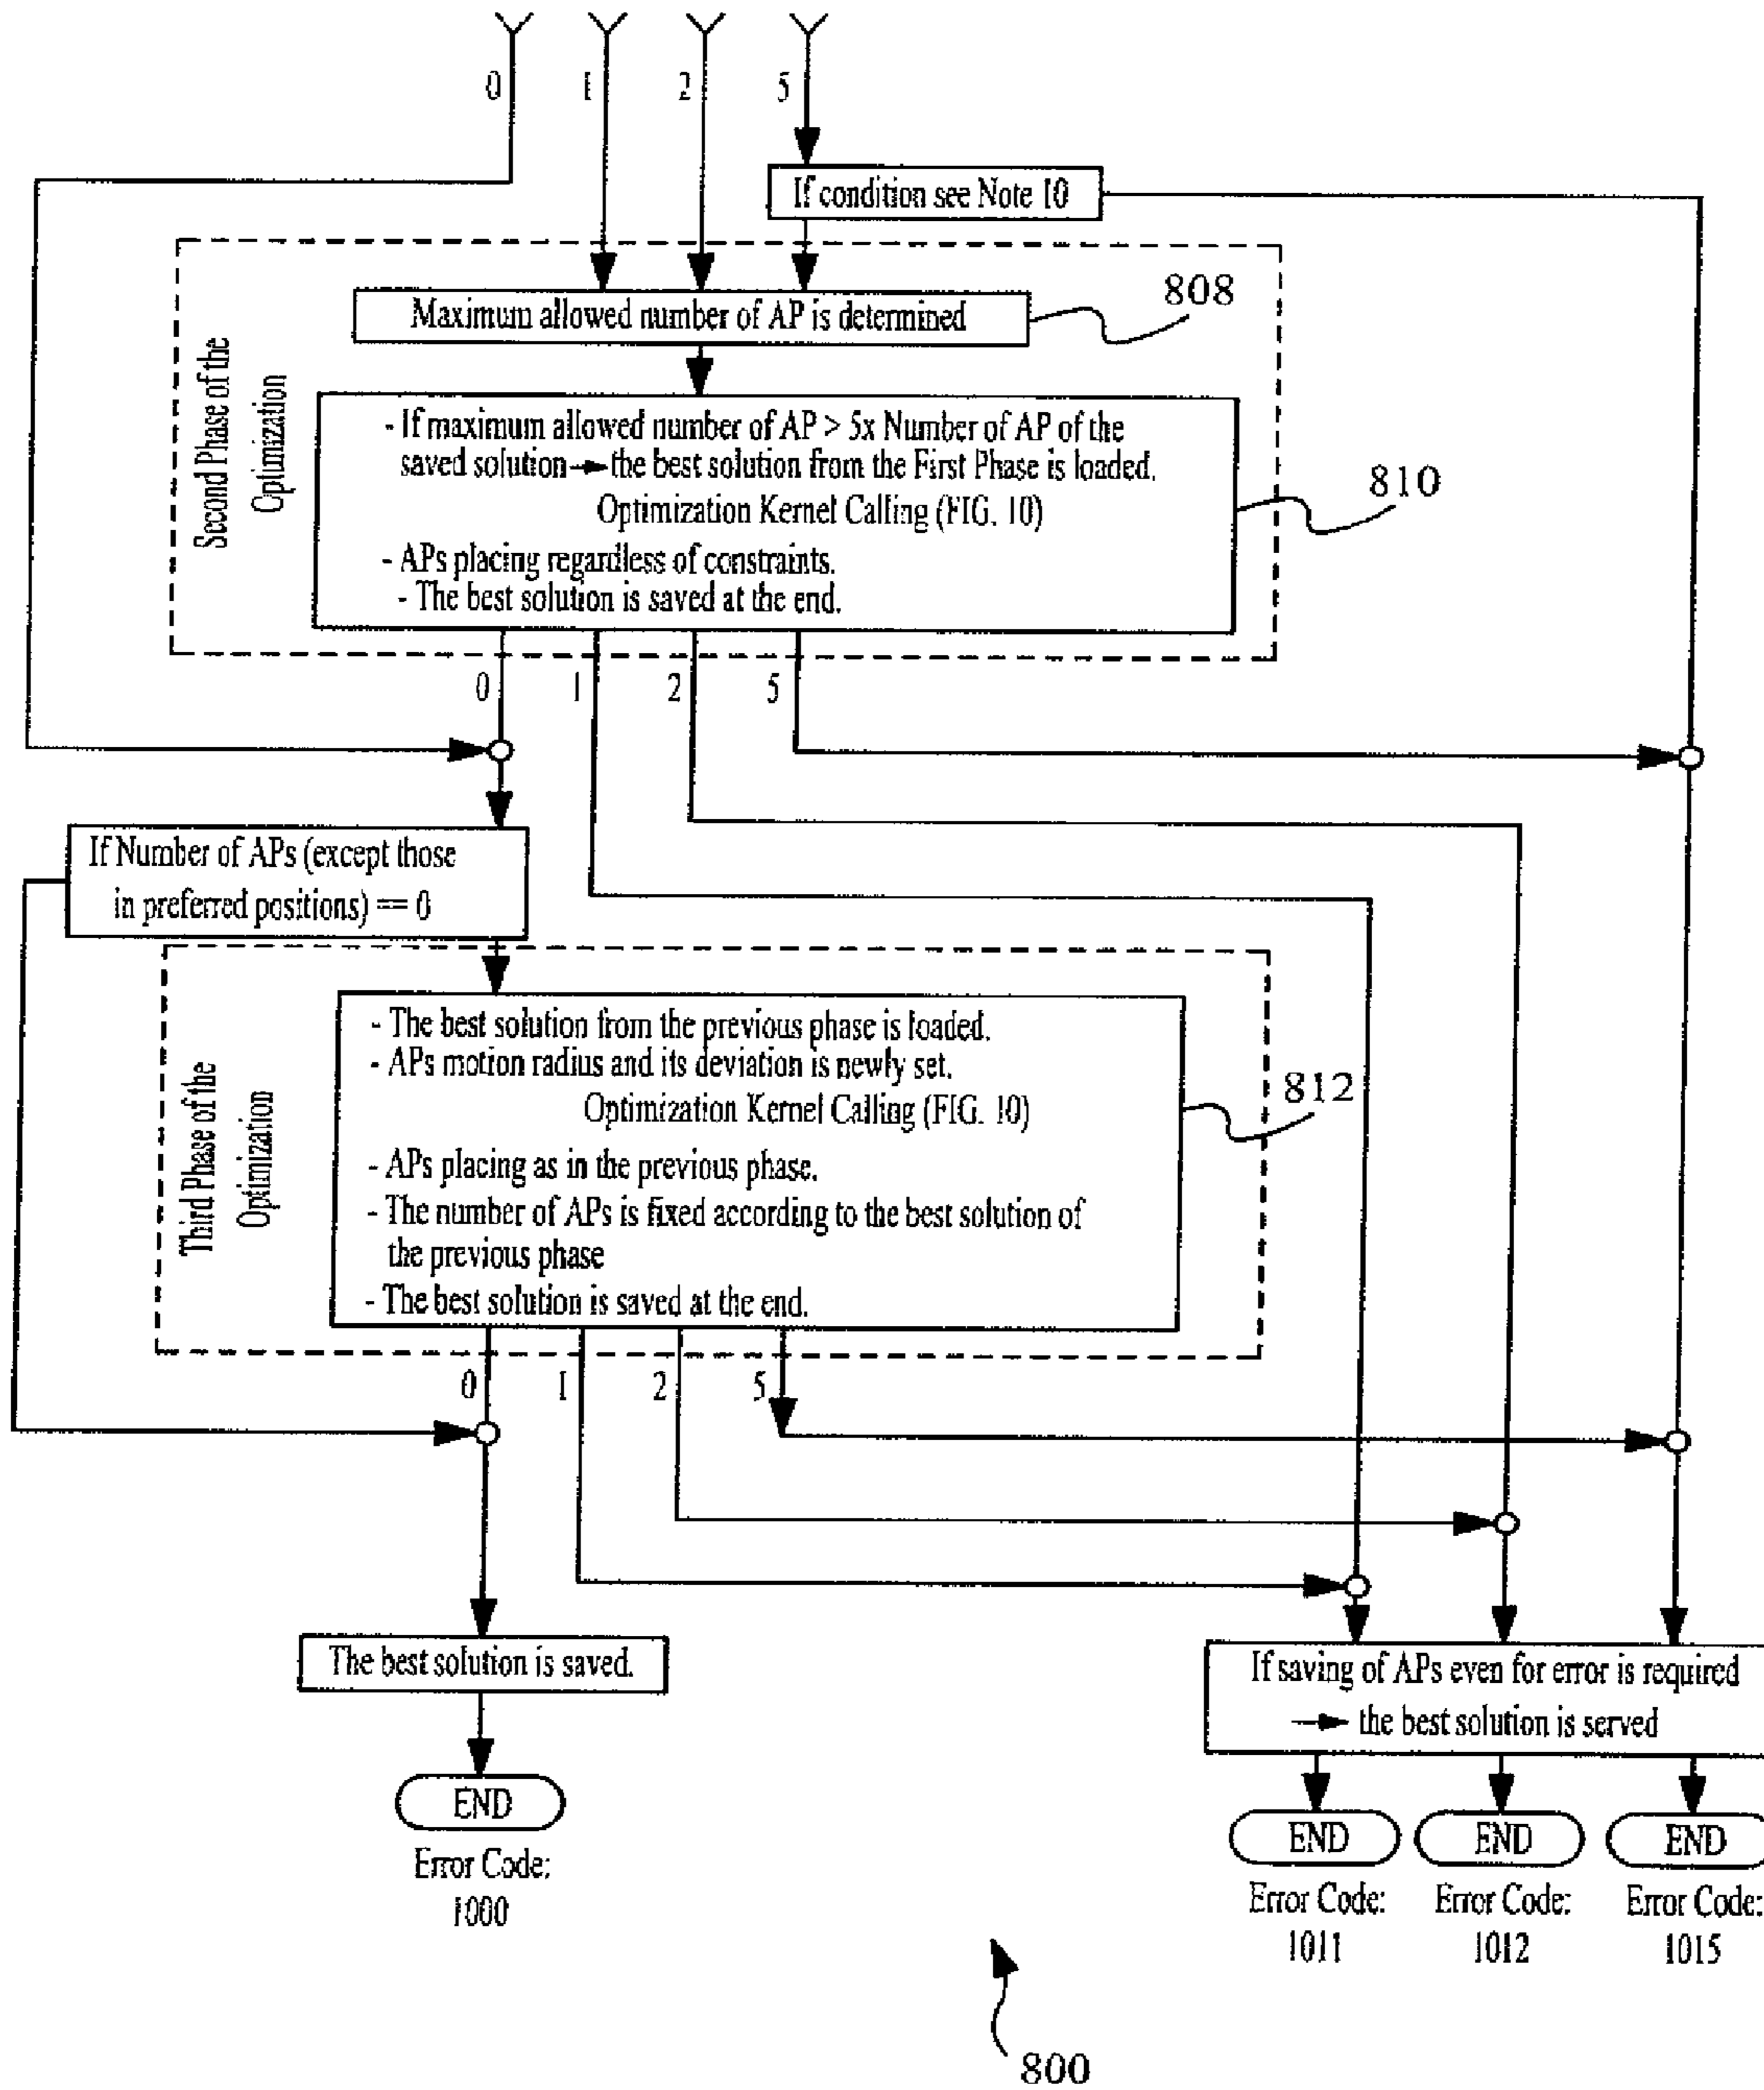 0 1 2 5
If condition see Note 10
Second Phase of the
Optimization
Maximum allowed number of AP is determined
808
- If maximum allowed number of AP > 5x Number of AP of the
saved solution → the best solution from the First Phase is loaded.
Optimization Kernel Calling (FIG. 10)
- APs placing regardless of constraints.
- The best solution is saved at the end.
810
0 1 2 5
If Number of APs (except those
in preferred positions) == 0
Third Phase of the
Optimization
- The best solution from the previous phase is loaded.
- APs motion radius and its deviation is newly set.
Optimization Kernel Calling (FIG. 10)
- APs placing as in the previous phase.
- The number of APs is fixed according to the best solution of
the previous phase
- The best solution is saved at the end.
812
0 1 2 5
The best solution is saved.
END
Error Code:
1000
If saving of APs even for error is required
→ the best solution is served
END END END
Error Code: Error Code: Error Code:
1011 1012 1015
800